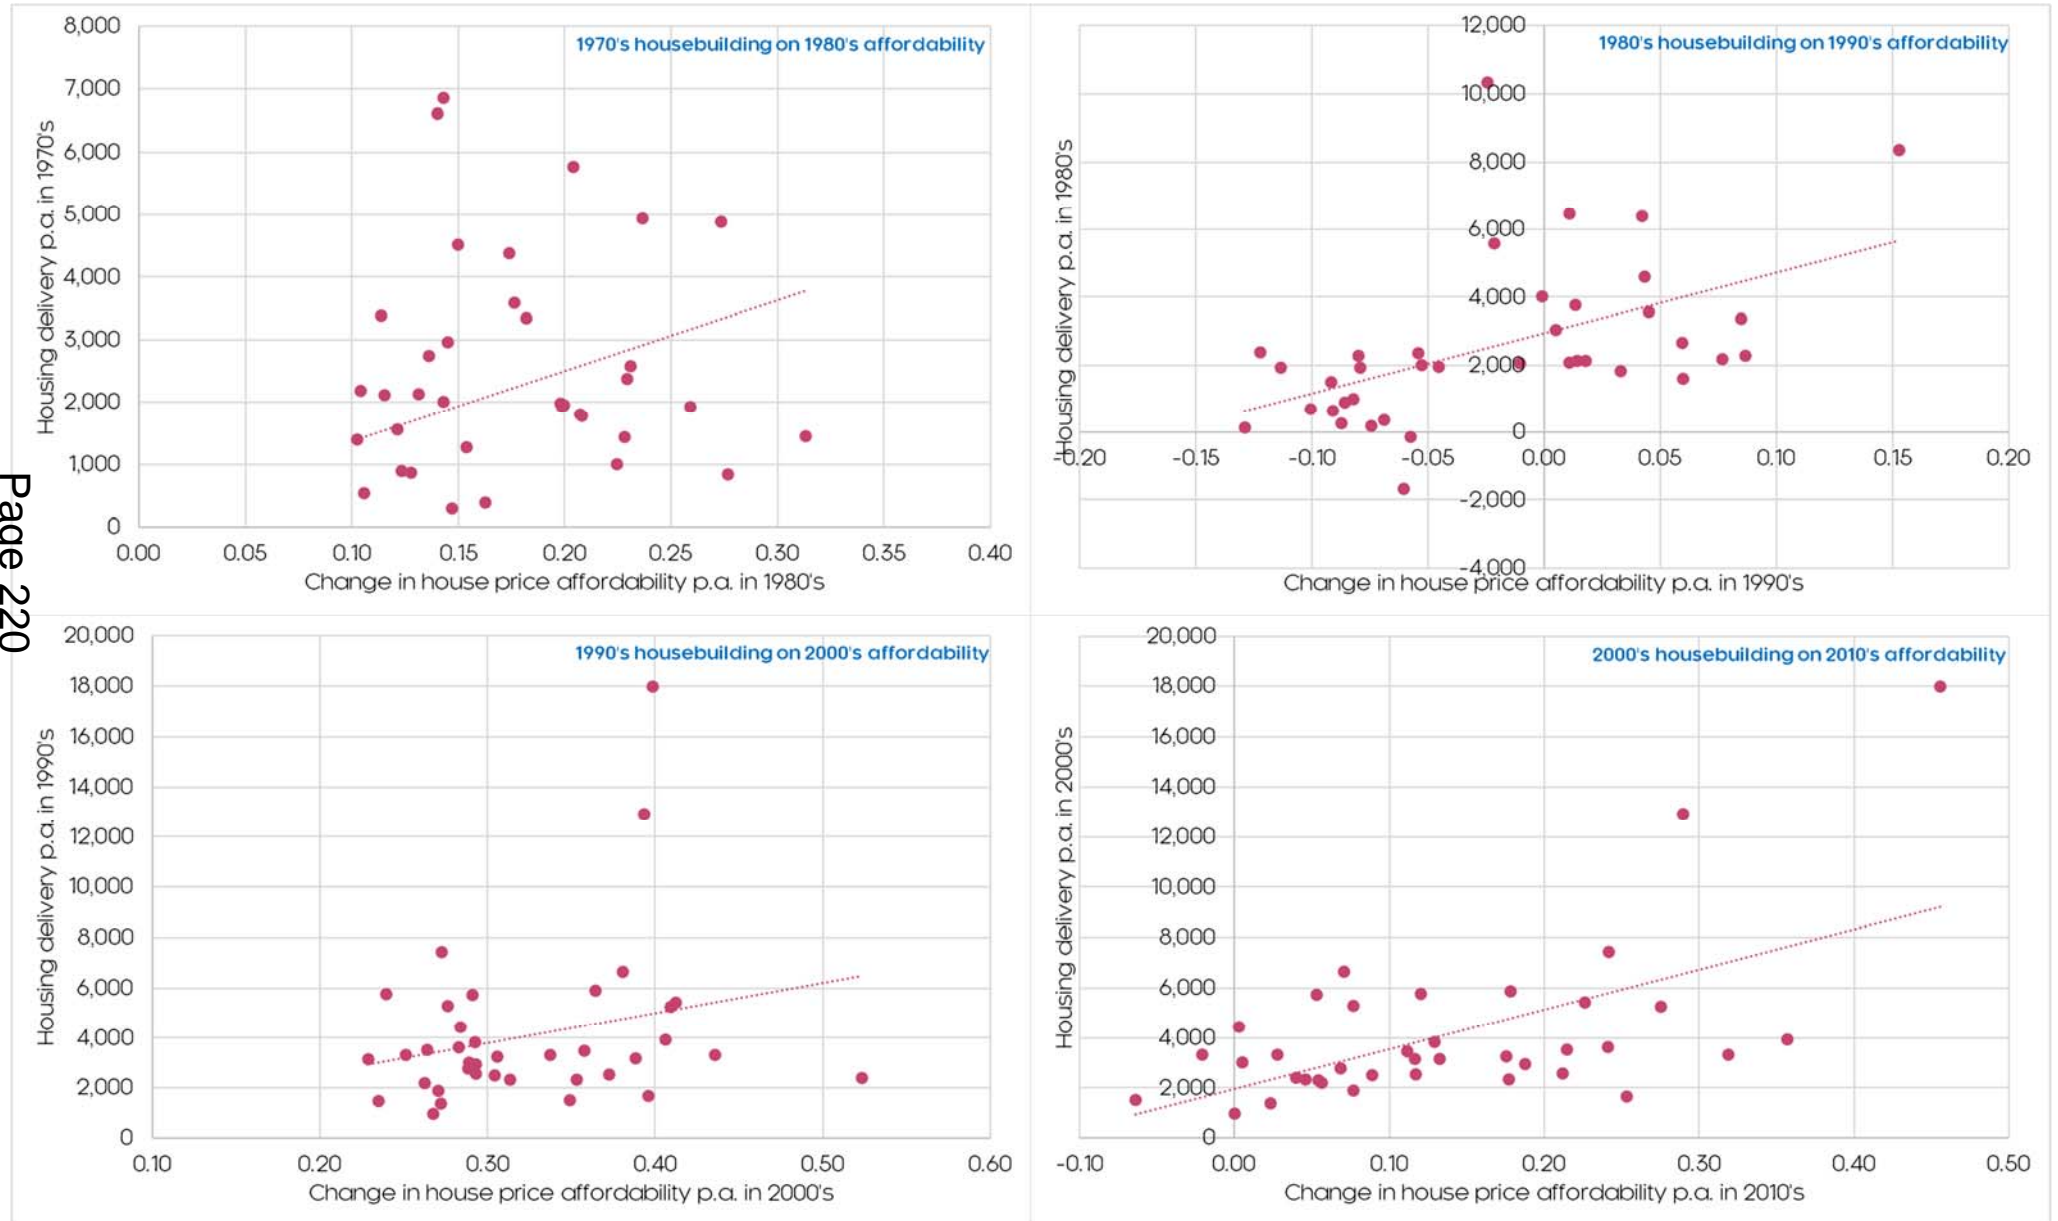 Page 220
1970's housebuilding on 1980's affordability
Housing delivery p.a. in 1970's
8,000
7,000
6,000
5,000
4,000
3,000
2,000
1,000
0
0.00 0.05 0.10 0.15 0.20 0.25 0.30 0.35 0.40
Change in house price affordability p.a. in 1980's
1980's housebuilding on 1990's affordability
Housing delivery p.a. in 1980's
12,000
10,000
8,000
6,000
4,000
2,000
0
-2,000
-4,000
-0.20 -0.15 -0.10 -0.05 0.00 0.05 0.10 0.15 0.20
Change in house price affordability p.a. in 1990's
1990's housebuilding on 2000's affordability
Housing delivery p.a. in 1990's
20,000
18,000
16,000
14,000
12,000
10,000
8,000
6,000
4,000
2,000
0
0.10 0.20 0.30 0.40 0.50 0.60
Change in house price affordability p.a. in 2000's
2000's housebuilding on 2010's affordability
Housing delivery p.a. in 2000's
20,000
18,000
16,000
14,000
12,000
10,000
8,000
6,000
4,000
2,000
0
-0.10 0.00 0.10 0.20 0.30 0.40 0.50
Change in house price affordability p.a. in 2010's